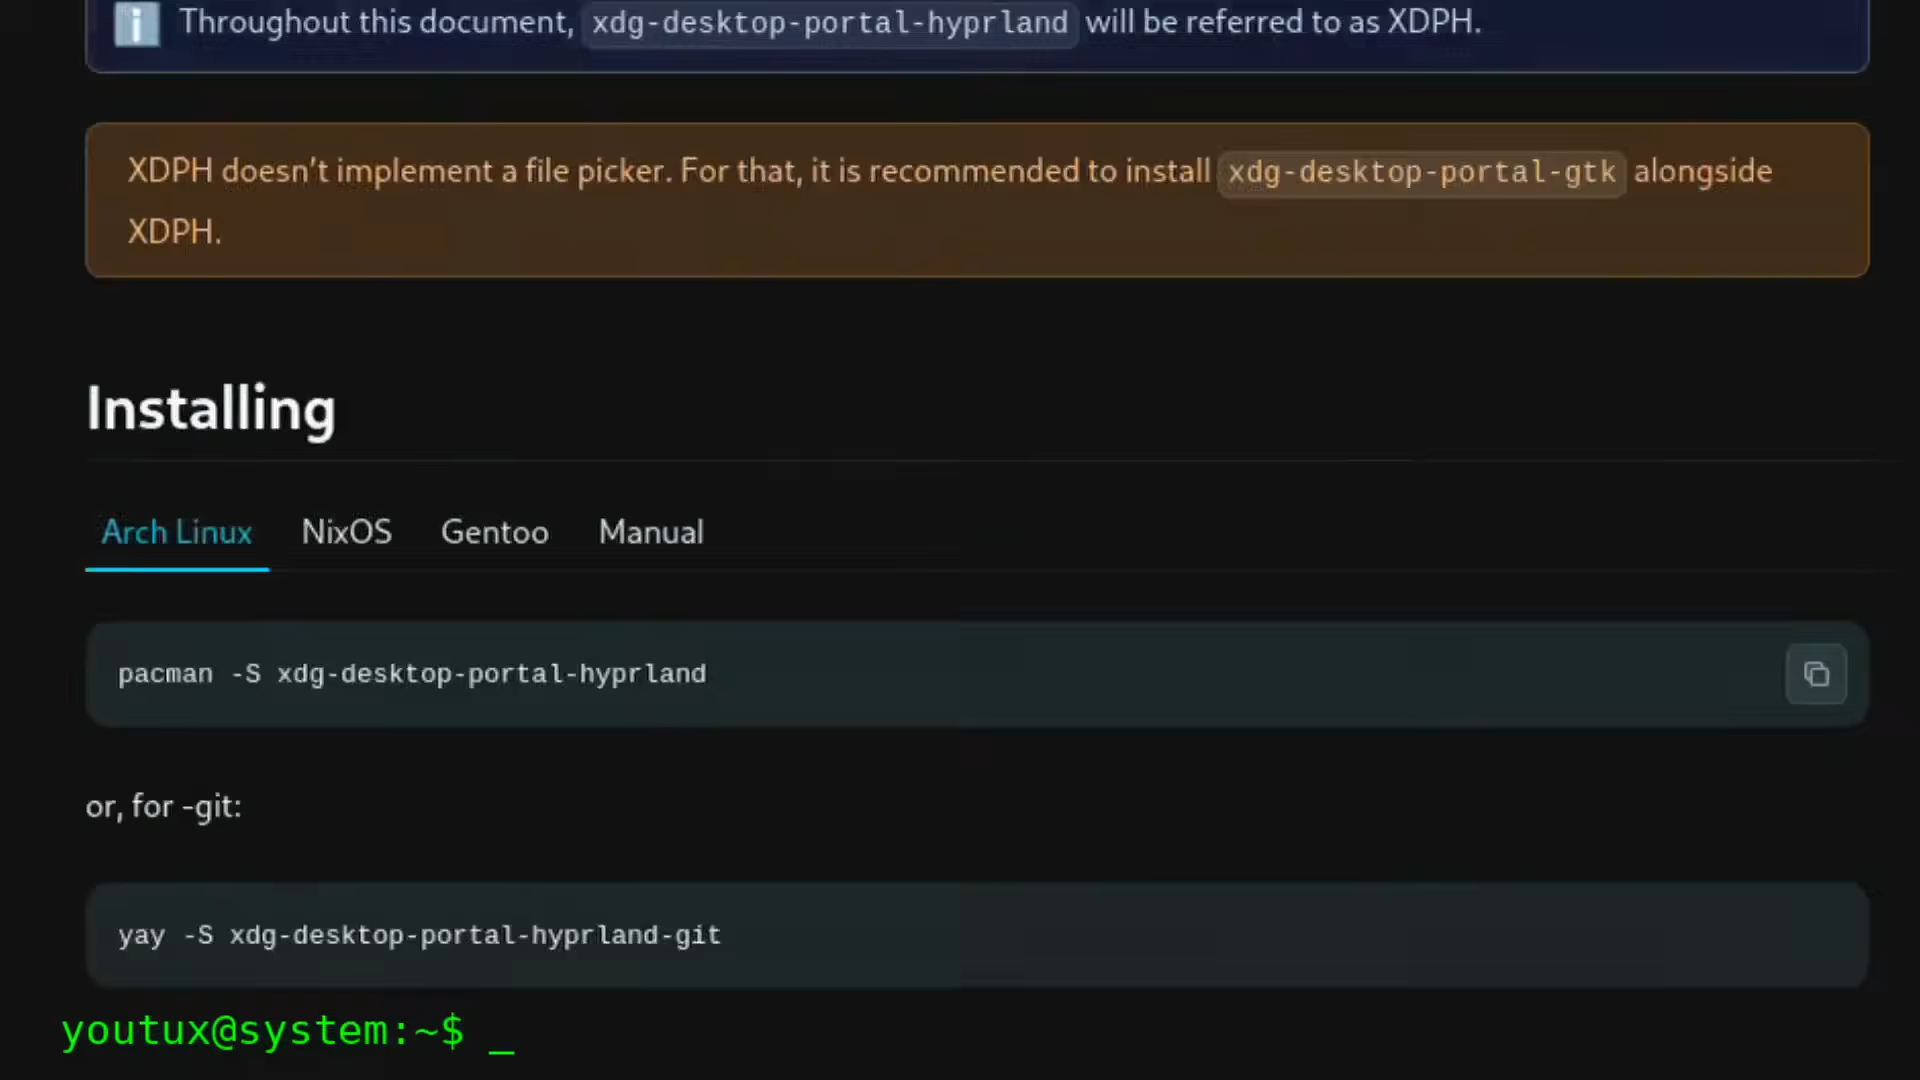 ℹ️ Throughout this document, xdg-desktop-portal-hyprland will be referred to as XDPH.
XDPH doesn't implement a file picker. For that, it is recommended to install xdg-desktop-portal-gtk alongside
XDPH.
Installing
Arch Linux NixOS Gentoo Manual
pacman -S xdg-desktop-portal-hyprland
or, for -git:
yay -S xdg-desktop-portal-hyprland-git
youtux@system:~$ _